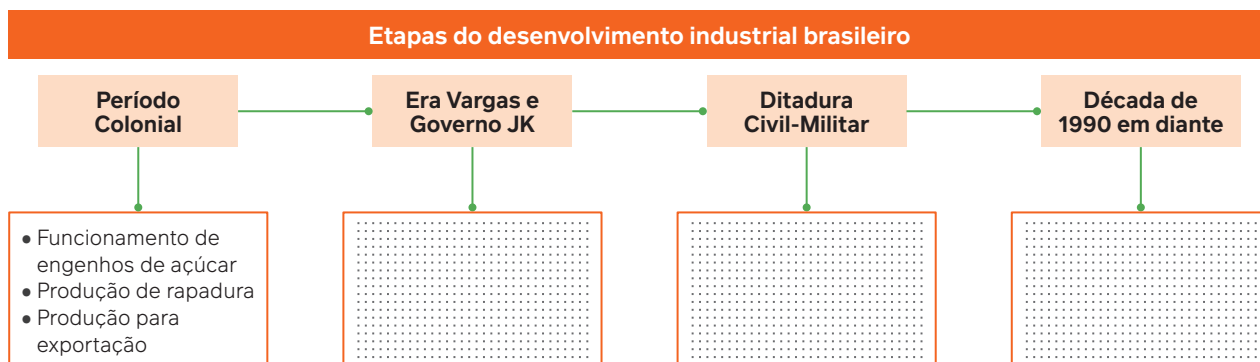 Etapas do desenvolvimento industrial brasileiro
Período
Colonial
Era Vargas e
Governo JK
Ditadura
Civil-Militar
Década de
1990 em diante
• Funcionamento de
engenhos de açúcar
• Produção de rapadura
• Produção para
exportação